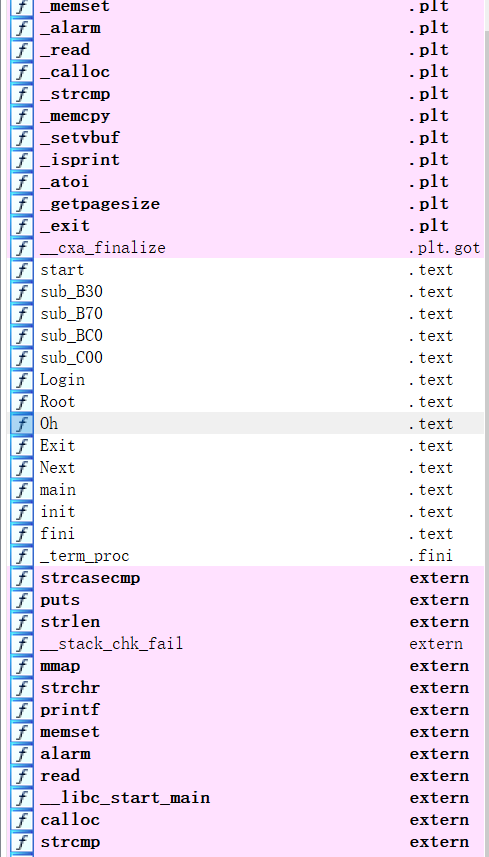 _memset .plt
_alarm .plt
_read .plt
_calloc .plt
_strcmp .plt
_memcpy .plt
_setvbuf .plt
_isprint .plt
_atoi .plt
_getpagesize .plt
_exit .plt
__cxa_finalize .plt.got
start .text
sub_B30 .text
sub_B70 .text
sub_BC0 .text
sub_C00 .text
Login .text
Root .text
Oh .text
Exit .text
Next .text
main .text
init .text
fini .text
_term_proc .fini
strcasecmp extern
puts extern
strlen extern
__stack_chk_fail extern
mmap extern
strchr extern
printf extern
memset extern
alarm extern
read extern
__libc_start_main extern
calloc extern
strcmp extern